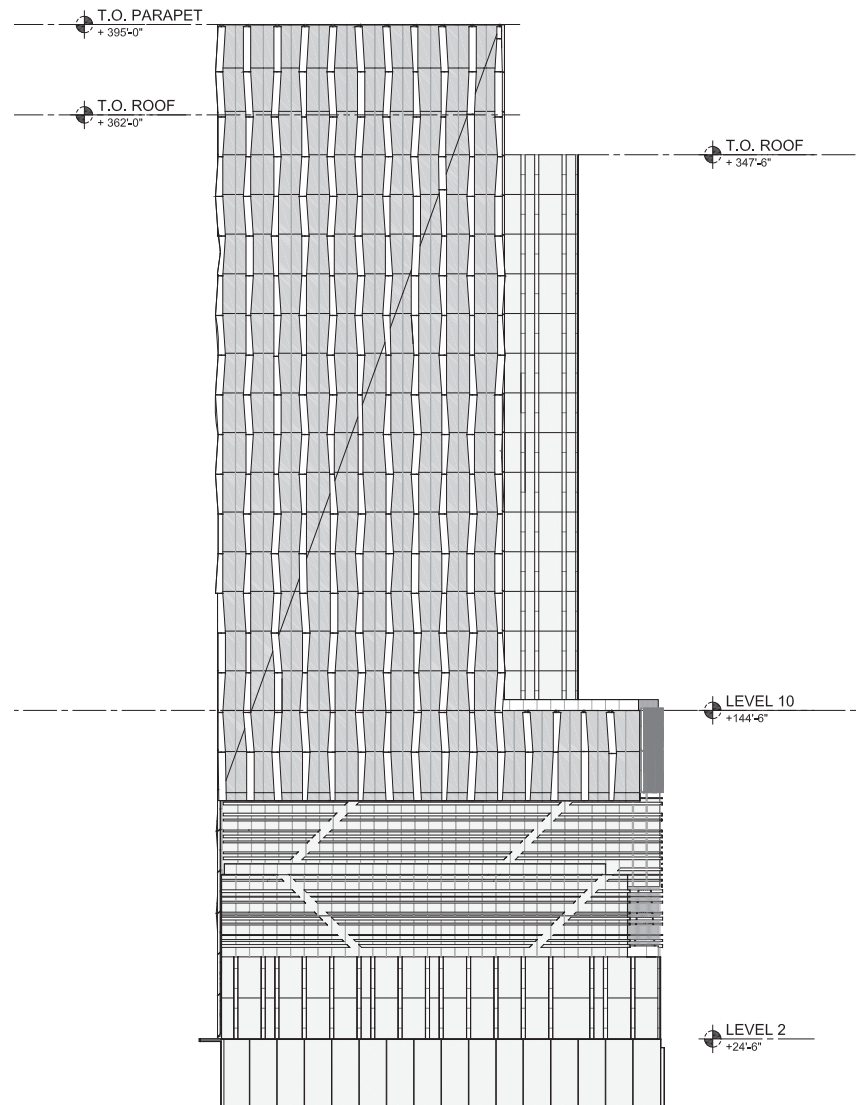 T.O. PARAPET
+ 395'-0"
T.O. ROOF
+ 362'-0"
T.O. ROOF
+ 347'-6"
LEVEL 10
+144'-6"
LEVEL 2
+24'-6"